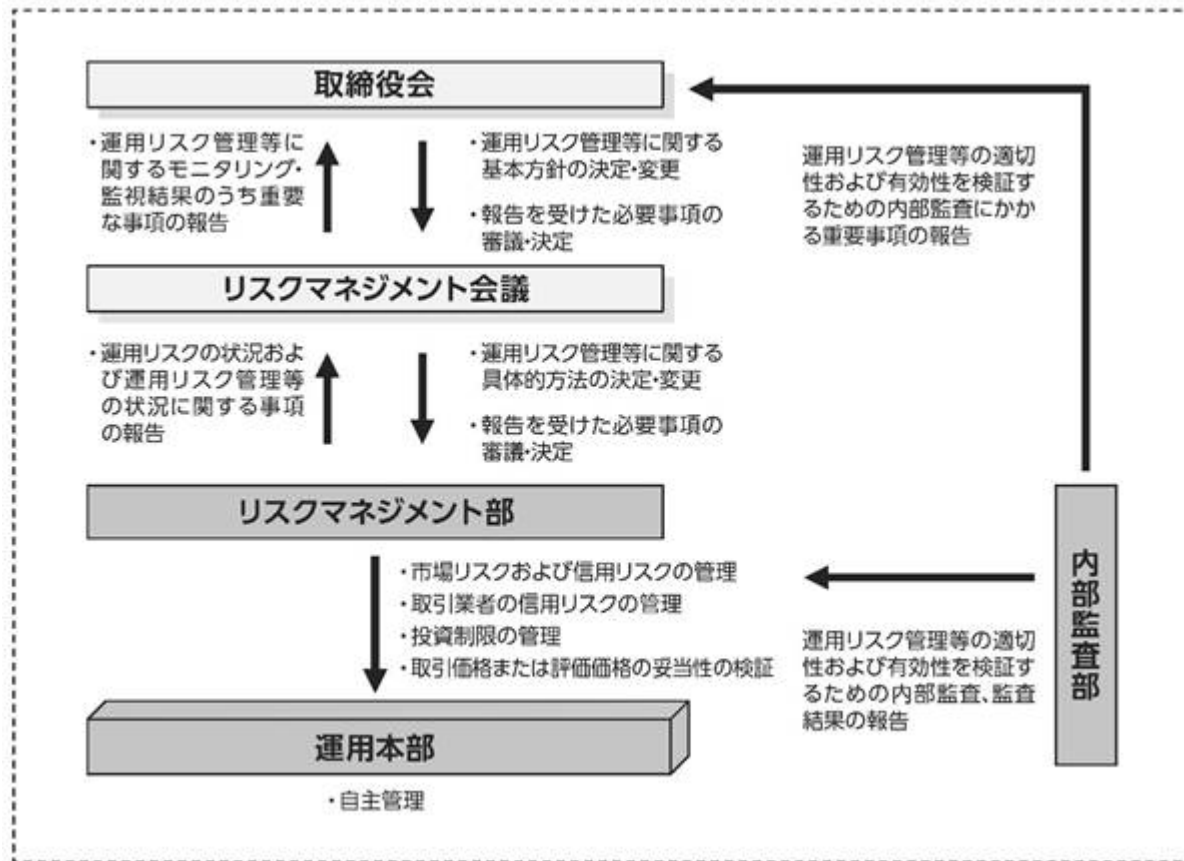 取締役会
・運用リスク管理等に
関するモニタリング・
監視結果のうち重要
な事項の報告
・運用リスク管理等に関する
基本方針の決定・変更
・報告を受けた必要事項の
審議・決定
運用リスク管理等の適切
性および有効性を検証す
るための内部監査にかか
る重要事項の報告
リスクマネジメント会議
・運用リスクの状況およ
び運用リスク管理等
の状況に関する事項
の報告
・運用リスク管理等に関する
具体的方法の決定・変更
・報告を受けた必要事項の
審議・決定
リスクマネジメント部
・市場リスクおよび信用リスクの管理
・取引業者の信用リスクの管理
・投資制限の管理
・取引価格または評価価格の妥当性の検証
運用リスク管理等の適切
性および有効性を検証す
るための内部監査、監査
結果の報告
内部監査部
運用本部
・自主管理